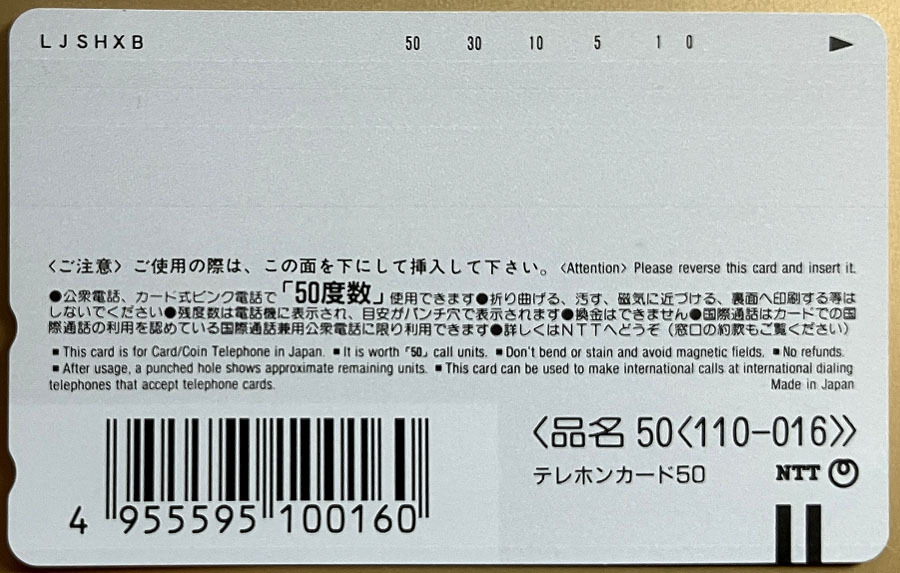 LJSHXB 50 30 10 5 1 0 ▶
〈ご注意〉ご使用の際は、この面を下にして挿入して下さい。〈Attention〉Please reverse this card and insert it.
●公衆電話、カード式ピンク電話で「50度数」使用できます●折り曲げる、汚す、磁気に近づける、裏面へ印刷する等は
しないでください●残度数は電話機に表示され、目安がパンチ穴で表示されます●換金はできません●国際通話はカードでの国
際通話の利用を認めている国際通話兼用公衆電話に限り利用できます●詳しくはNTTへどうぞ（窓口の約款もご覧ください）
■This card is for Card/Coin Telephone in Japan. ■It is worth「50」call units. ■Don't bend or stain and avoid magnetic fields. ■No refunds.
■After usage, a punched hole shows approximate remaining units. ■This card can be used to make international calls at international dialing
telephones that accept telephone cards. Made in Japan
〈品名 50〈110-016〉〉
テレホンカード50 NTT
4 955595 100160